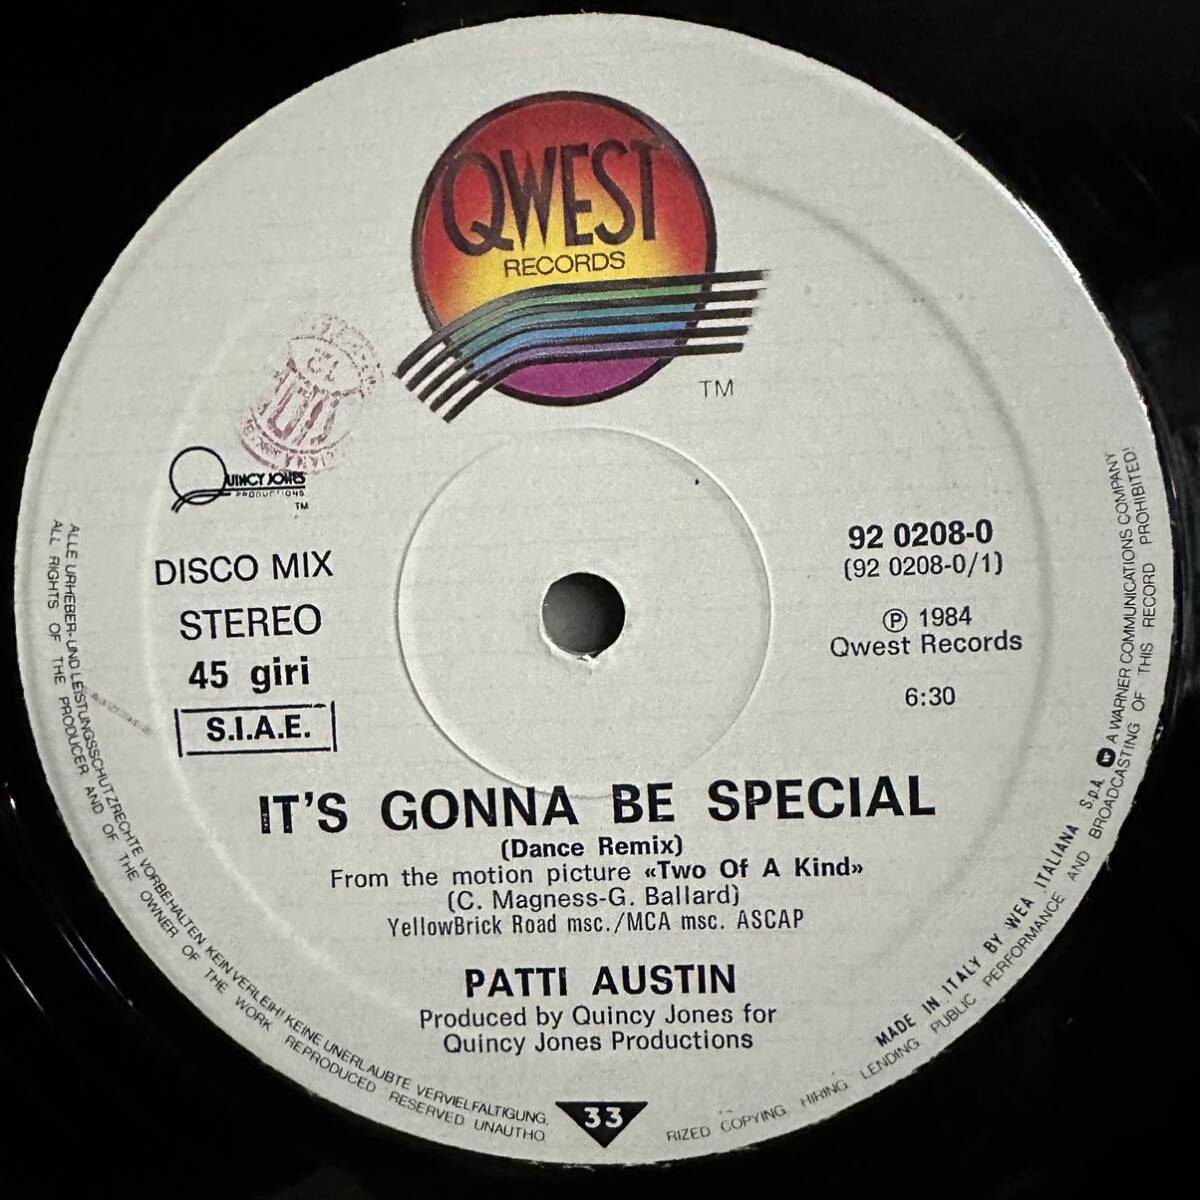 QWEST
RECORDS
TM
QUINCY JONES
PRODUCTIONS
TM
DISCO MIX
STEREO
45 giri
S.I.A.E.
92 0208-0
(92 0208-0/1)
℗ 1984
Qwest Records
6:30
IT'S GONNA BE SPECIAL
(Dance Remix)
From the motion picture «Two Of A Kind»
(C. Magness-G. Ballard)
YellowBrick Road msc./MCA msc. ASCAP
PATTI AUSTIN
Produced by Quincy Jones for
Quincy Jones Productions
33
ALLE URHEBER- UND LEISTUNGSSCHUTZRECHTE VORBEHALTEN KEIN VERLEIH! KEINE UNERLAUBTE VERVIELFÄLTIGUNG,
ALL RIGHTS OF THE PRODUCER AND OF THE OWNER OF THE WORK REPRODUCED RESERVED. UNAUTHO
RIZED COPYING, HIRING, LENDING, PUBLIC PERFORMANCE AND BROADCASTING OF THIS RECORD PROHIBITED!
MADE IN ITALY BY WEA ITALIANA S.p.A. A WARNER COMMUNICATIONS COMPANY